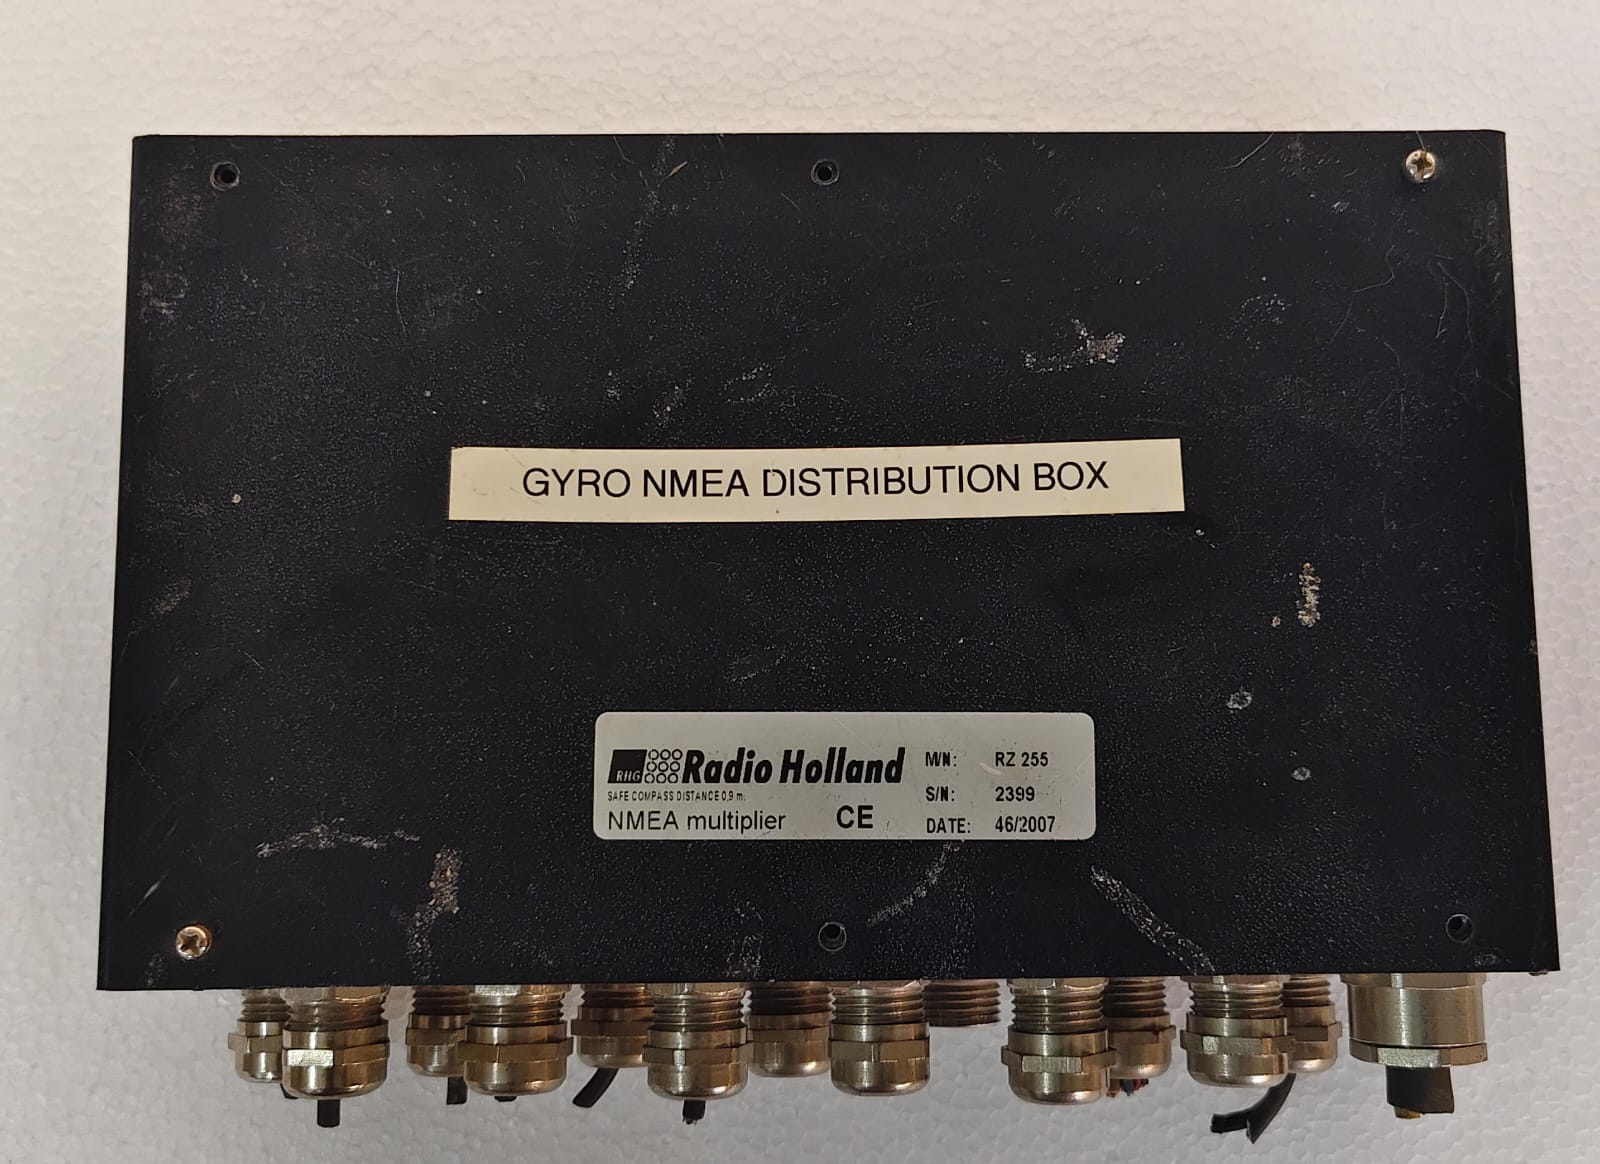 GYRO NMEA DISTRIBUTION BOX
RHG Radio Holland
SAFE COMPASS DISTANCE 0,9 m.
NMEA multiplier CE
M/N: RZ 255
S/N: 2399
DATE: 46/2007